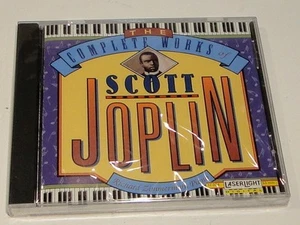 THE
COMPLETE WORKS of
SCOTT
JOPLIN
LASERLIGHT